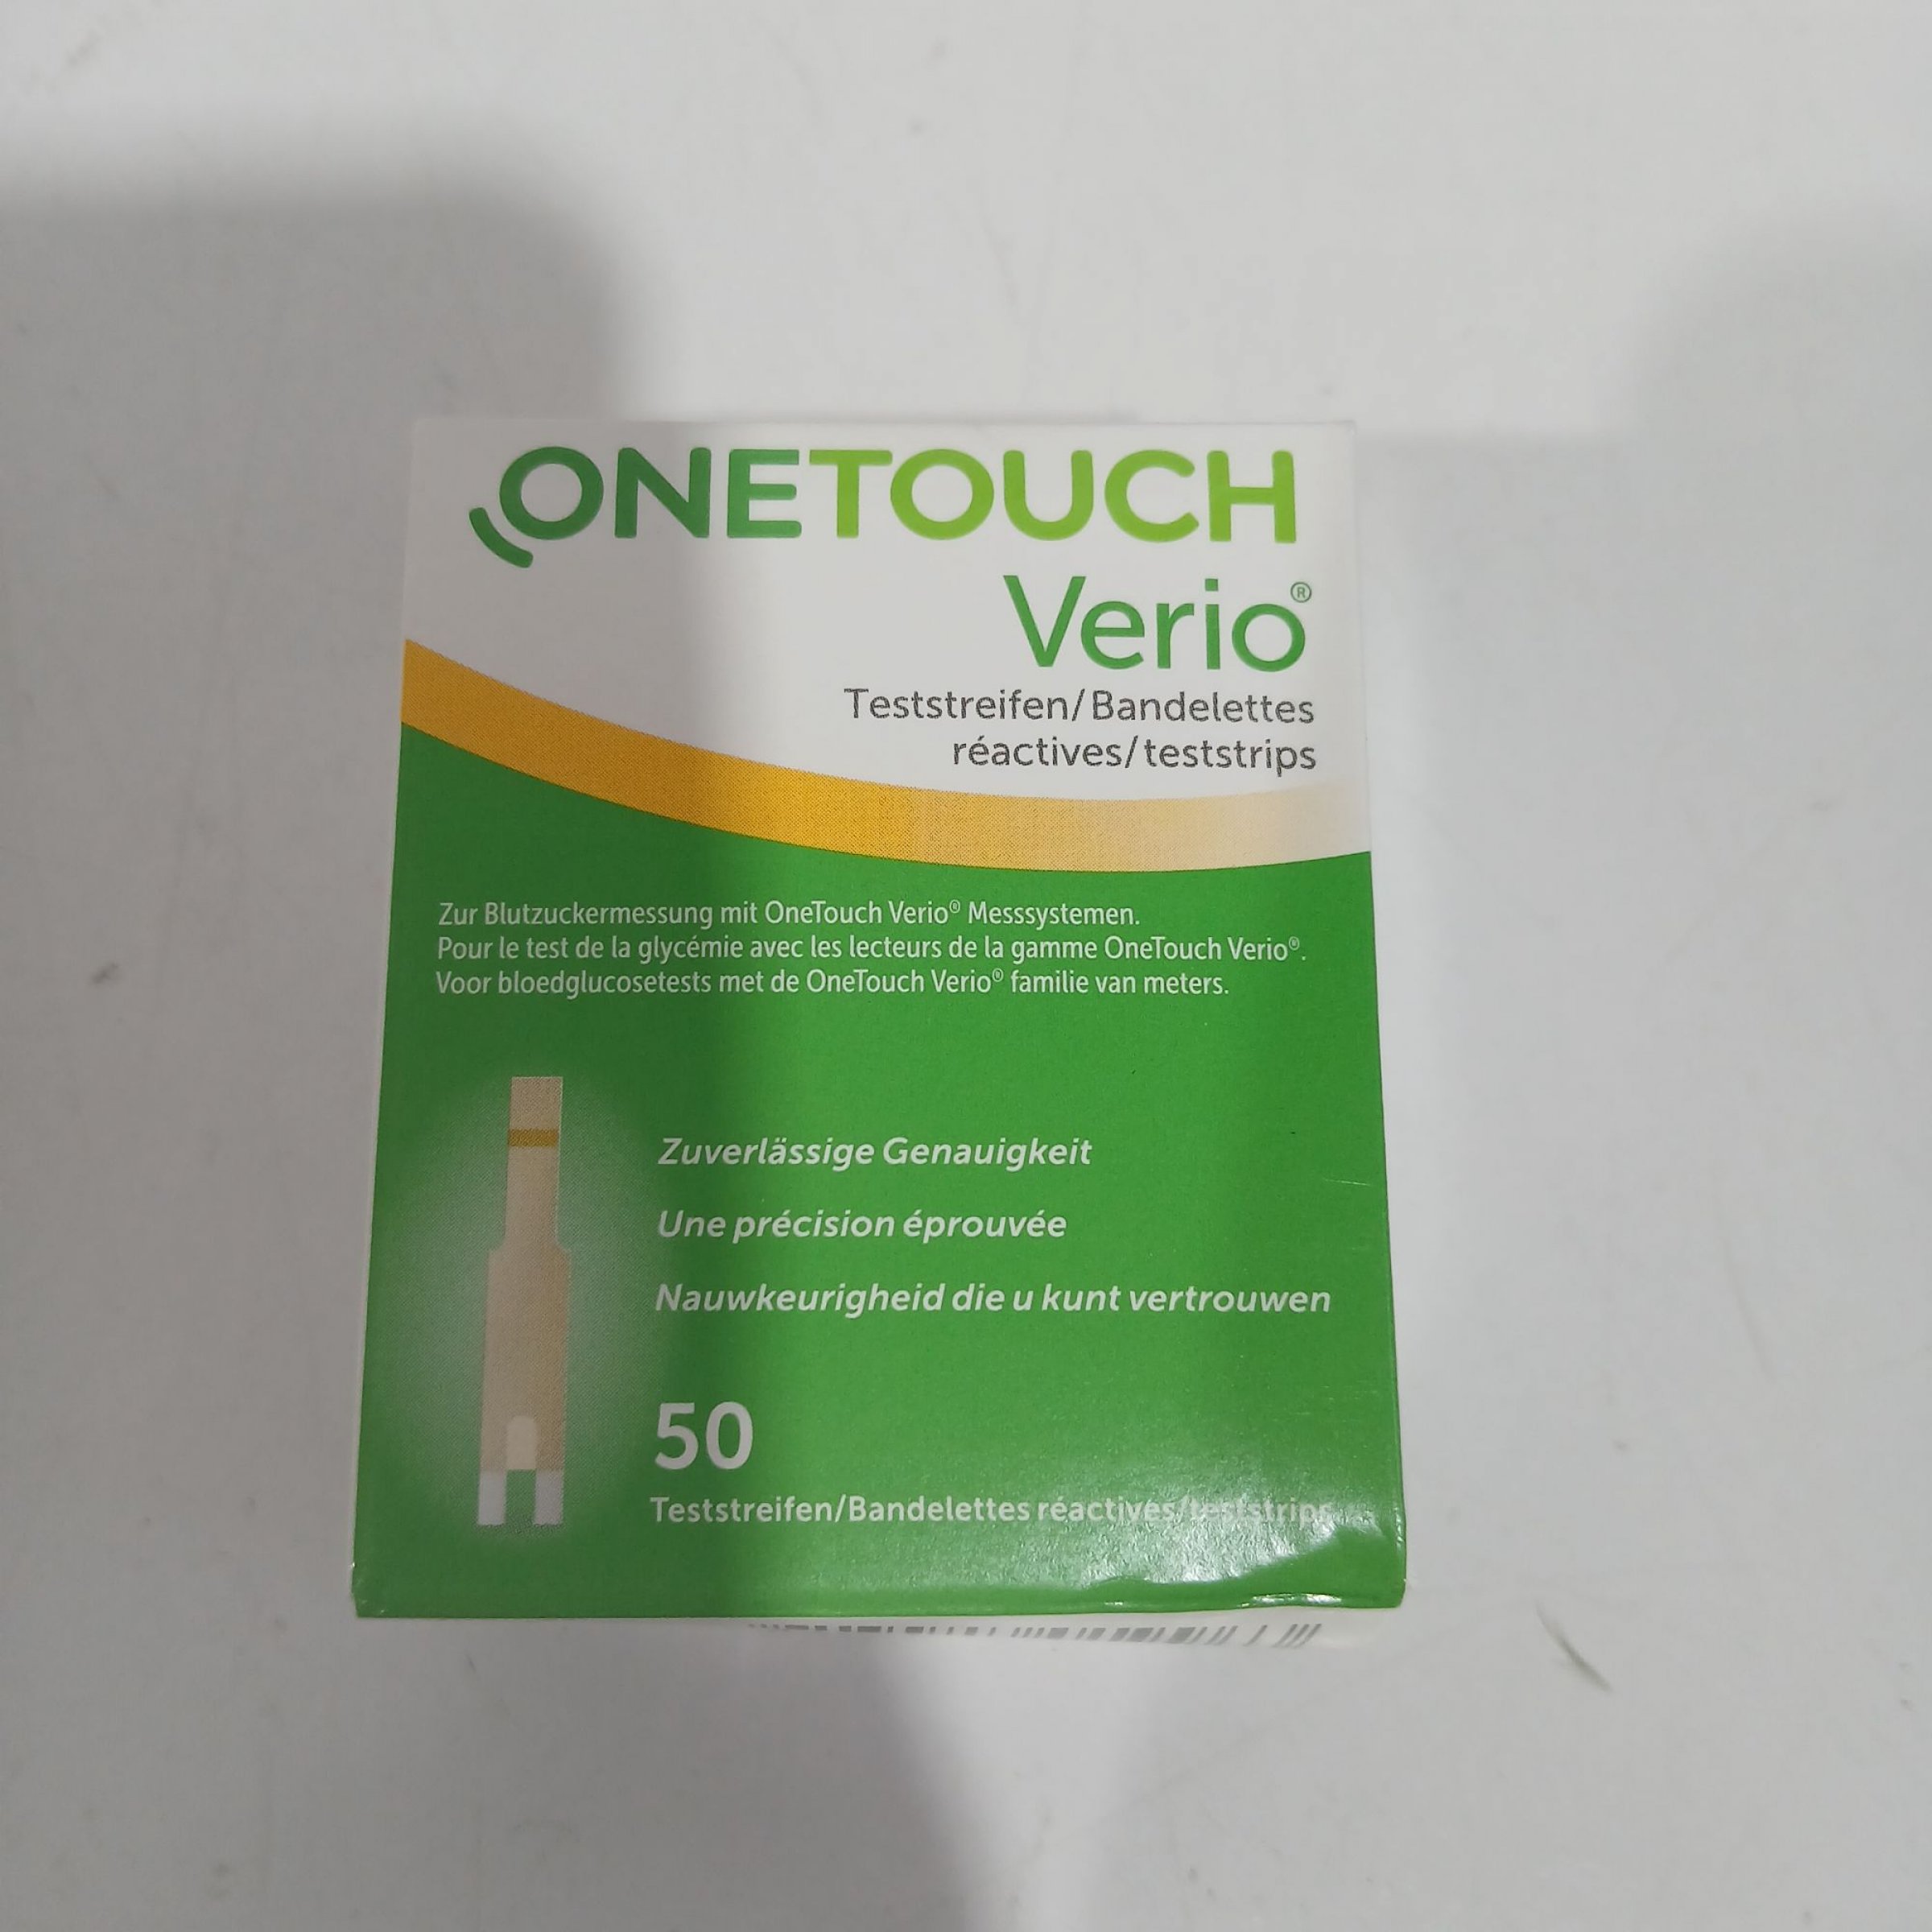 ONETOUCH
Verio®
Teststreifen/Bandelettes
réactives/teststrips
Zur Blutzuckermessung mit OneTouch Verio® Messsystemen.
Pour le test de la glycémie avec les lecteurs de la gamme OneTouch Verio®.
Voor bloedglucosetests met de OneTouch Verio® familie van meters.
Zuverlässige Genauigkeit
Une précision éprouvée
Nauwkeurigheid die u kunt vertrouwen
50
Teststreifen/Bandelettes réactives/teststrips